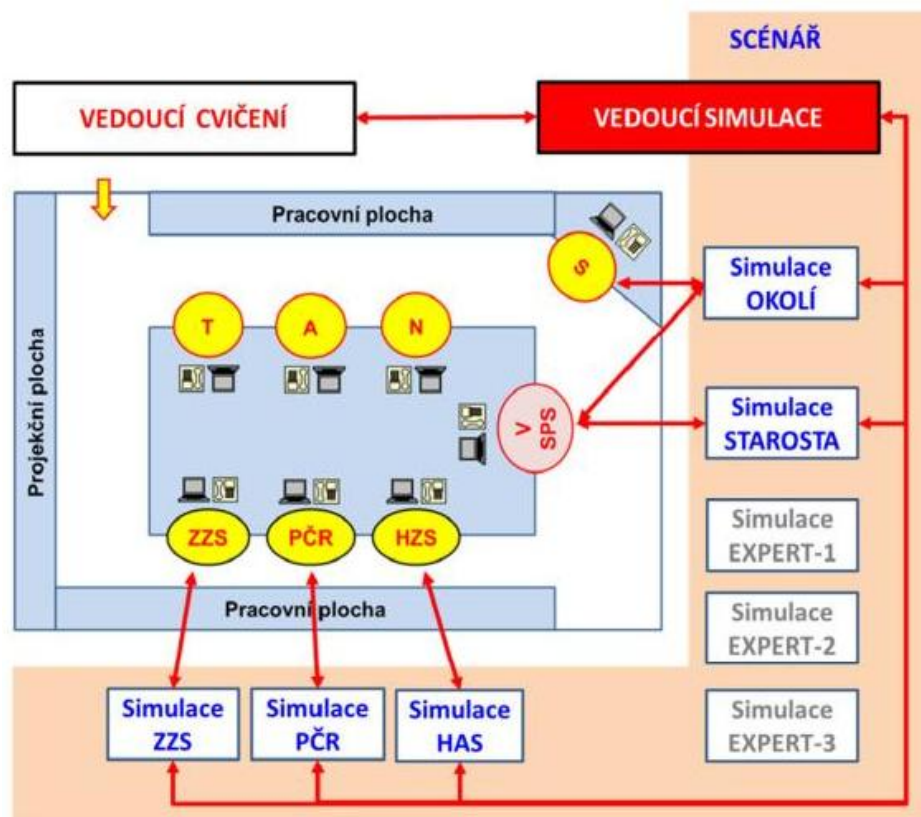 SCÉNÁŘ
VEDOUCÍ CVIČENÍ
VEDOUCÍ SIMULACE
Pracovní plocha
S
Simulace
OKOLÍ
T
A
N
Projekční plocha
V
SPS
Simulace
STAROSTA
ZZS
PČR
HZS
Simulace
EXPERT-1
Pracovní plocha
Simulace
EXPERT-2
Simulace
ZZS
Simulace
PČR
Simulace
HAS
Simulace
EXPERT-3